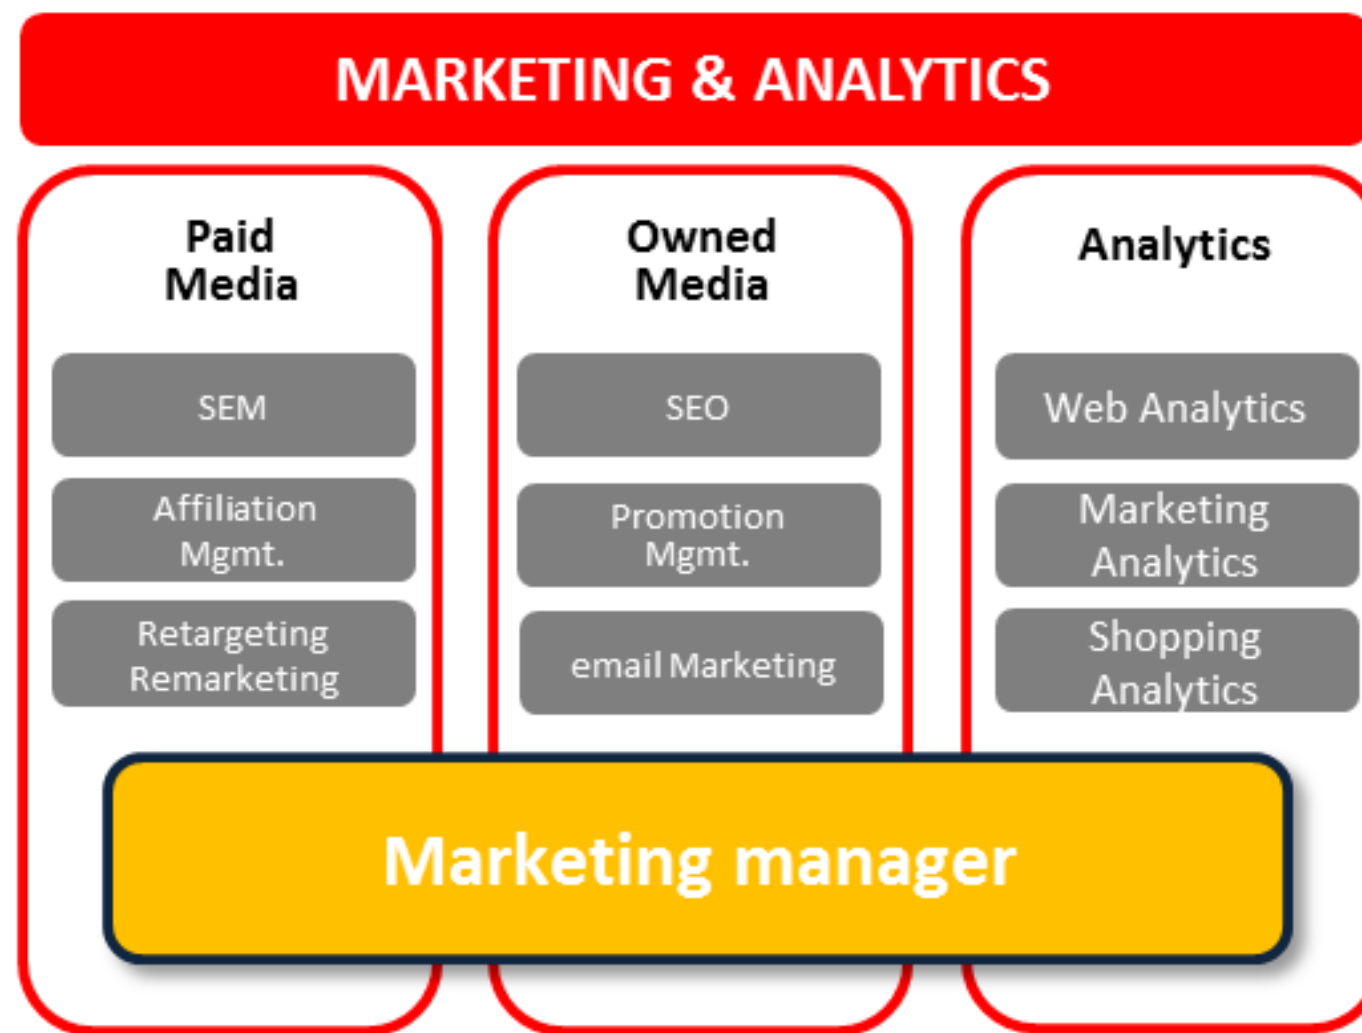 MARKETING & ANALYTICS
Paid
Media
SEM
Affiliation
Mgmt.
Retargeting
Remarketing
Owned
Media
SEO
Promotion
Mgmt.
email Marketing
Analytics
Web Analytics
Marketing
Analytics
Shopping
Analytics
Marketing manager